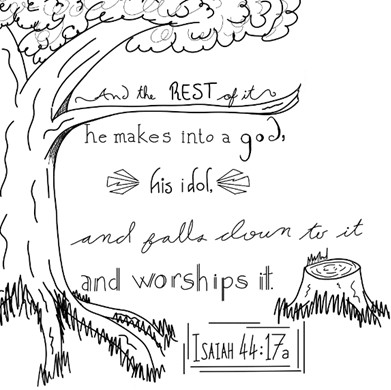 And the REST of it
he makes into a god,
his idol,
and falls down to it
and worships it.
ISAIAH 44:17a